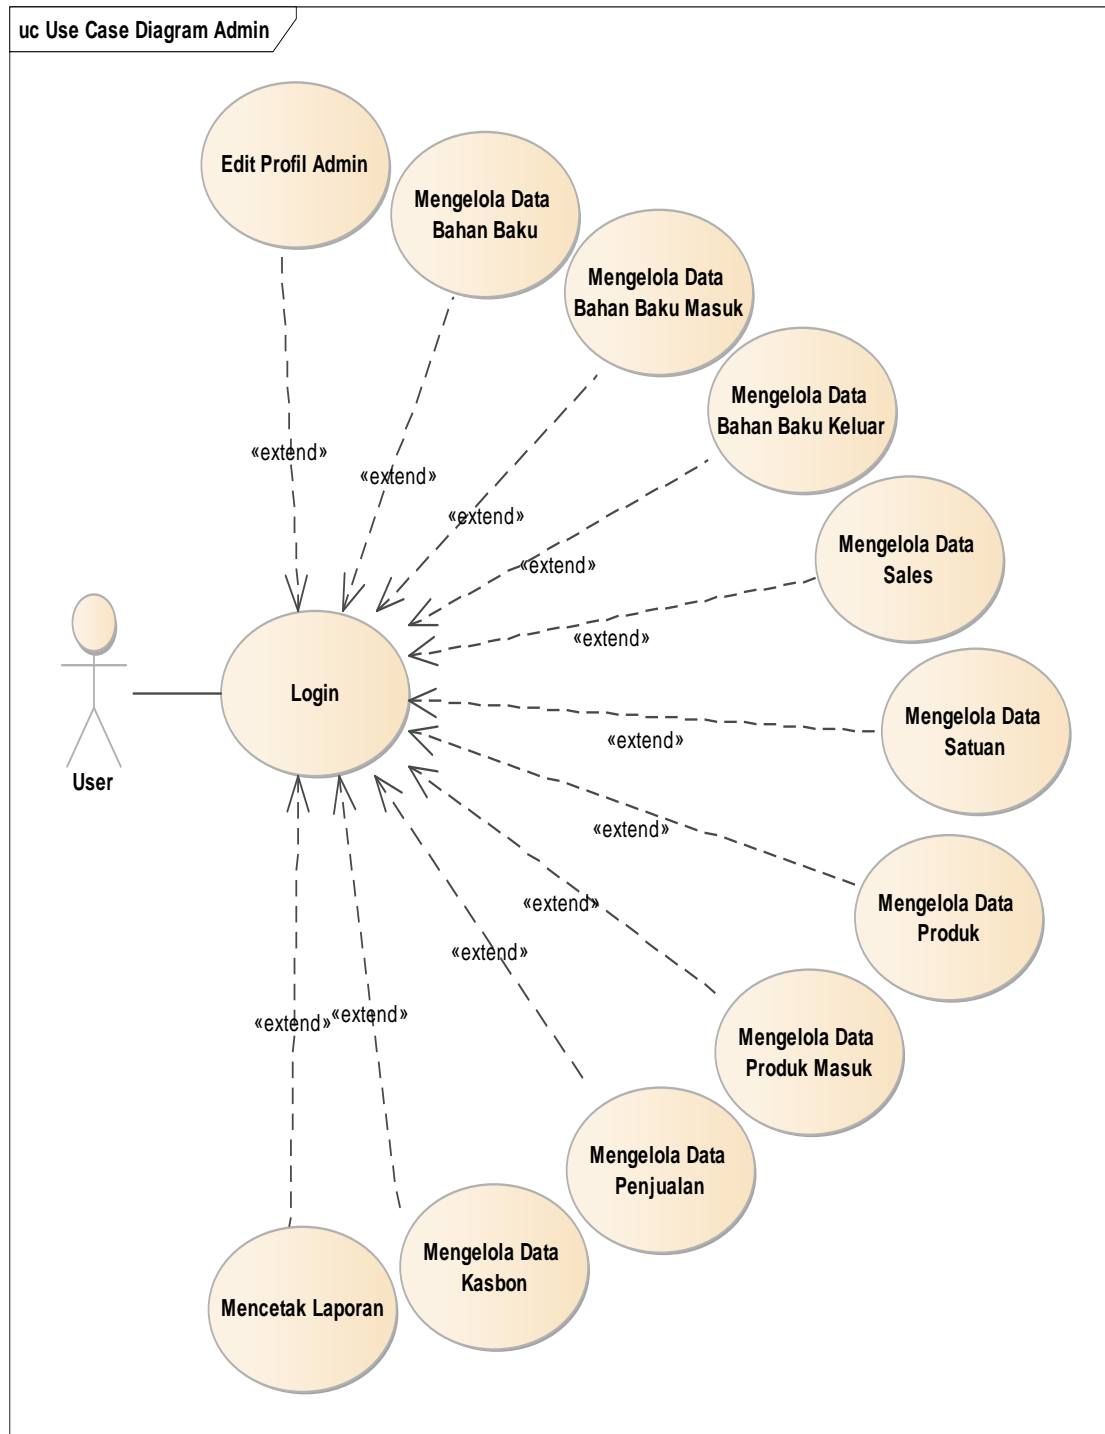 uc Use Case Diagram Admin
Edit Profil Admin
Mengelola Data
Bahan Baku
Mengelola Data
Bahan Baku Masuk
Mengelola Data
Bahan Baku Keluar
«extend»
«extend»
«extend»
Mengelola Data
Sales
«extend»
«extend»
Login
User
Mengelola Data
Satuan
«extend»
«extend»
Mengelola Data
Produk
«extend»
«extend»
«extend»
«extend»
Mengelola Data
Produk Masuk
Mengelola Data
Penjualan
Mengelola Data
Kasbon
Mencetak Laporan